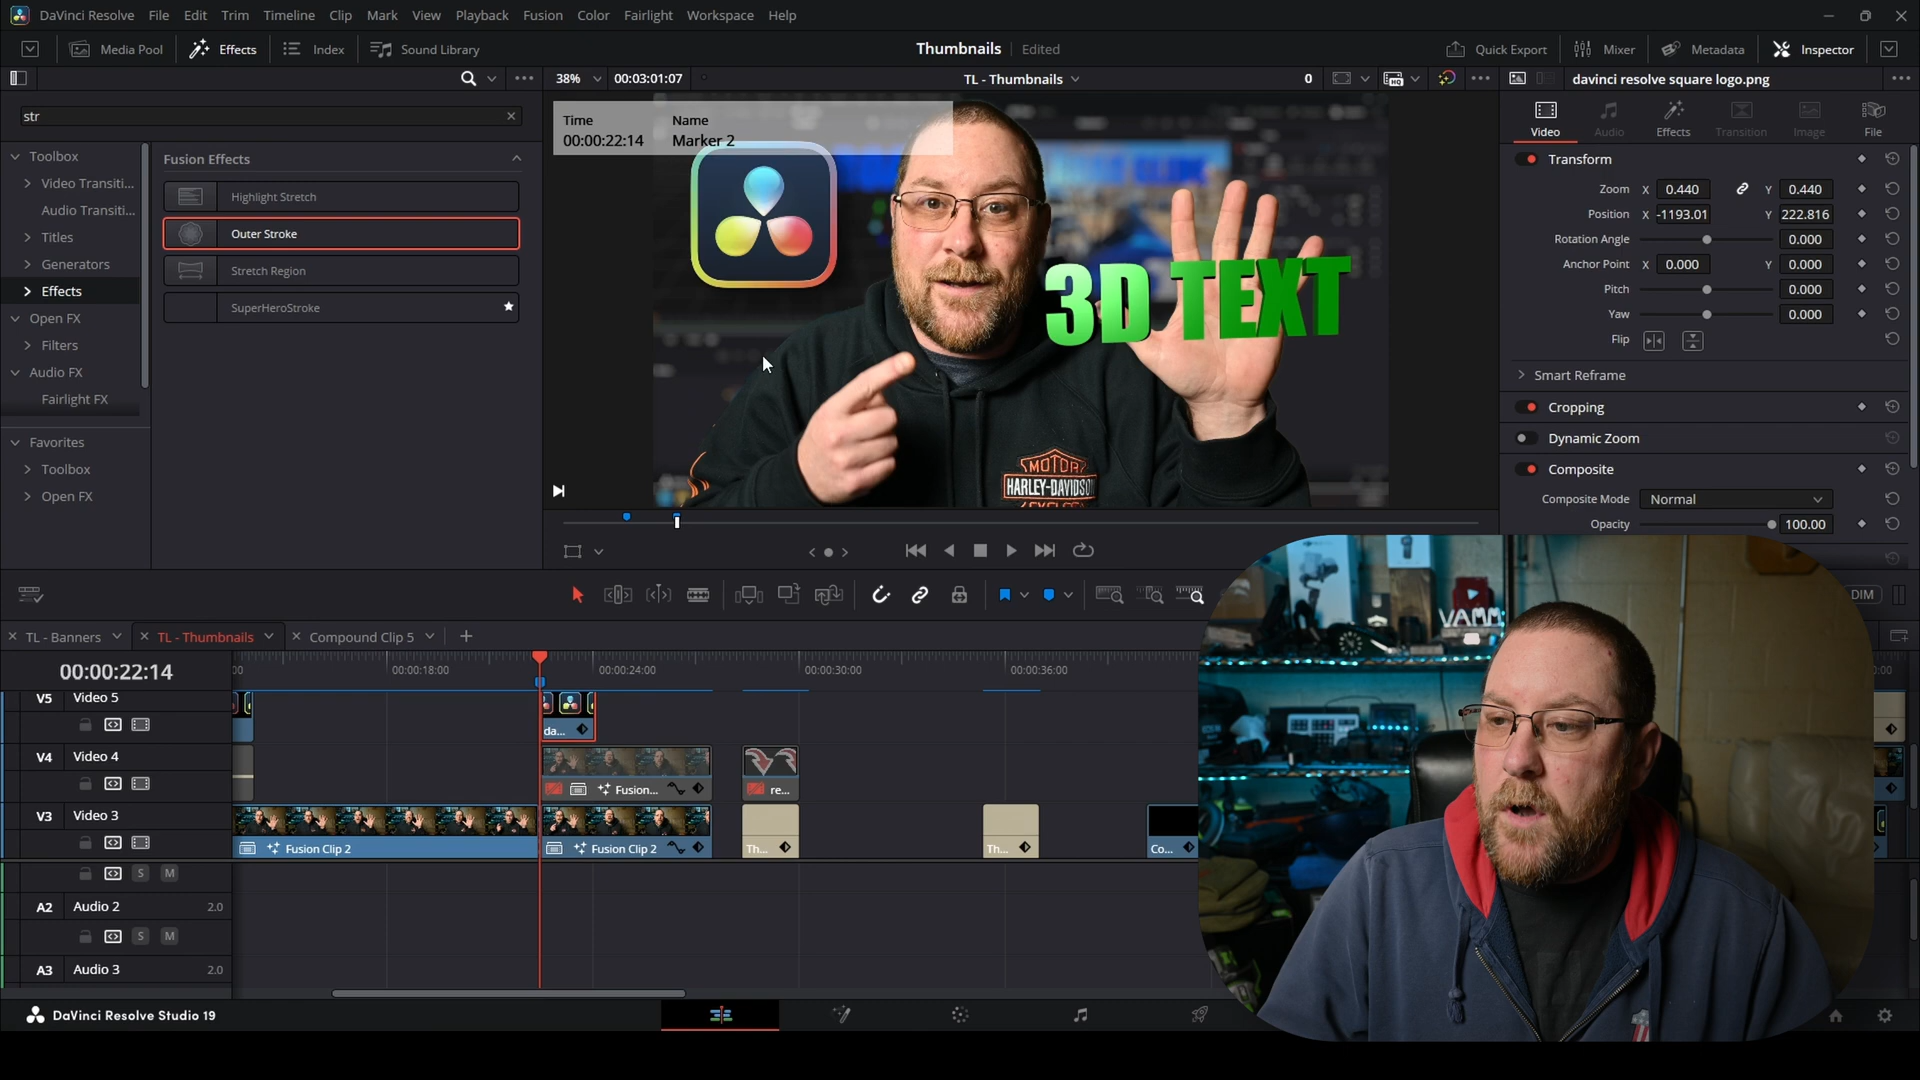 DaVinci Resolve File Edit Trim Timeline Clip Mark View Playback Fusion Color Fairlight Workspace Help
Media Pool Effects Index Sound Library Thumbnails Edited Quick Export Mixer Metadata Inspector
38% 00:03:01:07 TL - Thumbnails 0 davinci resolve square logo.png
str
Video Audio Effects Transition Image File
Toolbox
Video Transiti...
Audio Transiti...
Titles
Generators
Effects
Open FX
Filters
Audio FX
Fairlight FX
Favorites
Toolbox
Open FX
Fusion Effects
Highlight Stretch
Outer Stroke
Stretch Region
SuperHeroStroke
Time Name
00:00:22:14 Marker 2
3D TEXT
MOTOR
HARLEY-DAVIDSON
Transform
Zoom X 0.440 Y 0.440
Position X -1193.01 Y 222.816
Rotation Angle 0.000
Anchor Point X 0.000 Y 0.000
Pitch 0.000
Yaw 0.000
Flip
Smart Reframe
Cropping
Dynamic Zoom
Composite
Composite Mode Normal
Opacity 100.00
DIM
TL - Banners TL - Thumbnails Compound Clip 5
00:00:22:14
00:00:18:00 00:00:24:00 00:00:30:00 00:00:36:00
V5 Video 5
da...
V4 Video 4
Fusion... re...
V3 Video 3
Fusion Clip 2 Fusion Clip 2 Th... Th... Co...
S M
A2 Audio 2 2.0
S M
A3 Audio 3 2.0
DaVinci Resolve Studio 19
VAMM